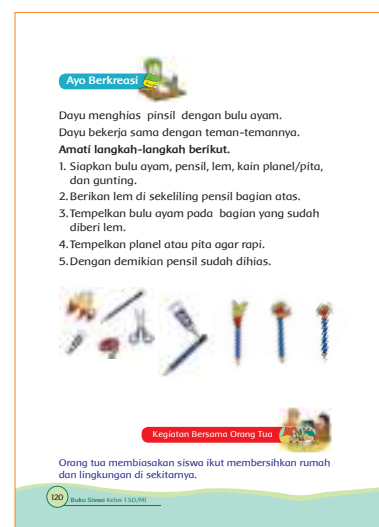 Ayo Berkreasi
Dayu menghias pinsil dengan bulu ayam.
Dayu bekerja sama dengan teman-temannya.
Amati langkah-langkah berikut.
1. Siapkan bulu ayam, pensil, lem, kain planel/pita,
dan gunting.
2. Berikan lem di sekeliling pensil bagian atas.
3. Tempelkan bulu ayam pada bagian yang sudah
diberi lem.
4. Tempelkan planel atau pita agar rapi.
5. Dengan demikian pensil sudah dihias.
Kegiatan Bersama Orang Tua
Orang tua membiasakan siswa ikut membersihkan rumah
dan lingkungan di sekitarnya.
120 Buku Siswa Kelas 1 SD/MI